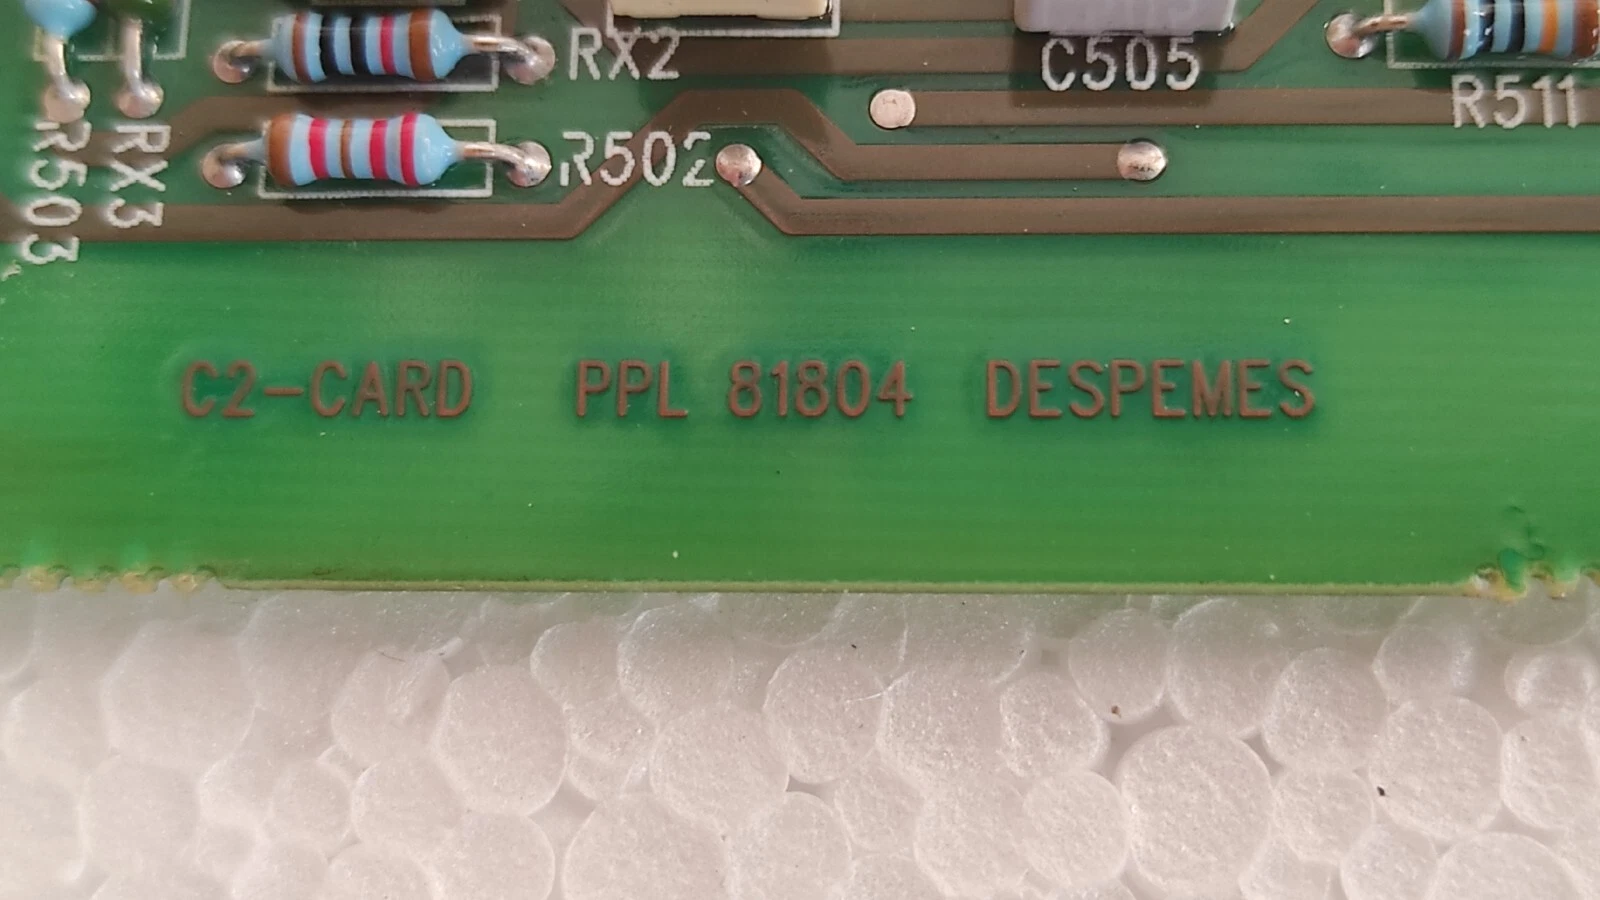 RX2
C505
R511
R503
RX3
R502
C2-CARD PPL 81804 DESPEMES